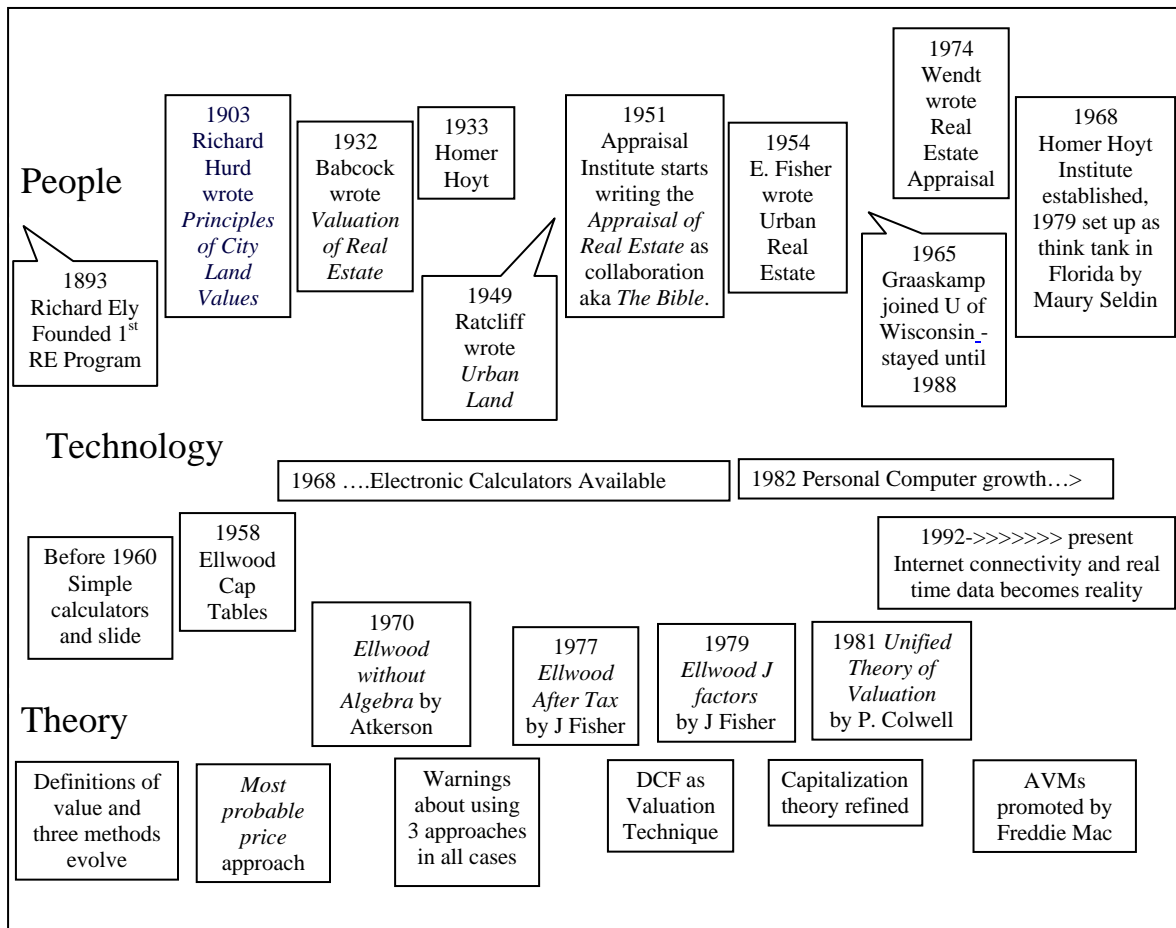 People
1893
Richard Ely
Founded 1st
RE Program
1903
Richard
Hurd
wrote
Principles
of City
Land
Values
1932
Babcock
wrote
Valuation
of Real
Estate
1933
Homer
Hoyt
1949
Ratcliff
wrote
Urban
Land
1951
Appraisal
Institute starts
writing the
Appraisal of
Real Estate as
collaboration
aka The Bible.
1954
E. Fisher
wrote
Urban
Real
Estate
1974
Wendt
wrote
Real
Estate
Appraisal
1965
Graaskamp
joined U of
Wisconsin -
stayed until
1988
1968
Homer Hoyt
Institute
established,
1979 set up as
think tank in
Florida by
Maury Seldin
Technology
1968 ….Electronic Calculators Available
1982 Personal Computer growth…>
Before 1960
Simple
calculators
and slide
1958
Ellwood
Cap
Tables
1992->>>>>>> present
Internet connectivity and real
time data becomes reality
1970
Ellwood
without
Algebra by
Atkerson
1977
Ellwood
After Tax
by J Fisher
1979
Ellwood J
factors
by J Fisher
1981 Unified
Theory of
Valuation
by P. Colwell
Theory
Definitions of
value and
three methods
evolve
Most
probable
price
approach
Warnings
about using
3 approaches
in all cases
DCF as
Valuation
Technique
Capitalization
theory refined
AVMs
promoted by
Freddie Mac